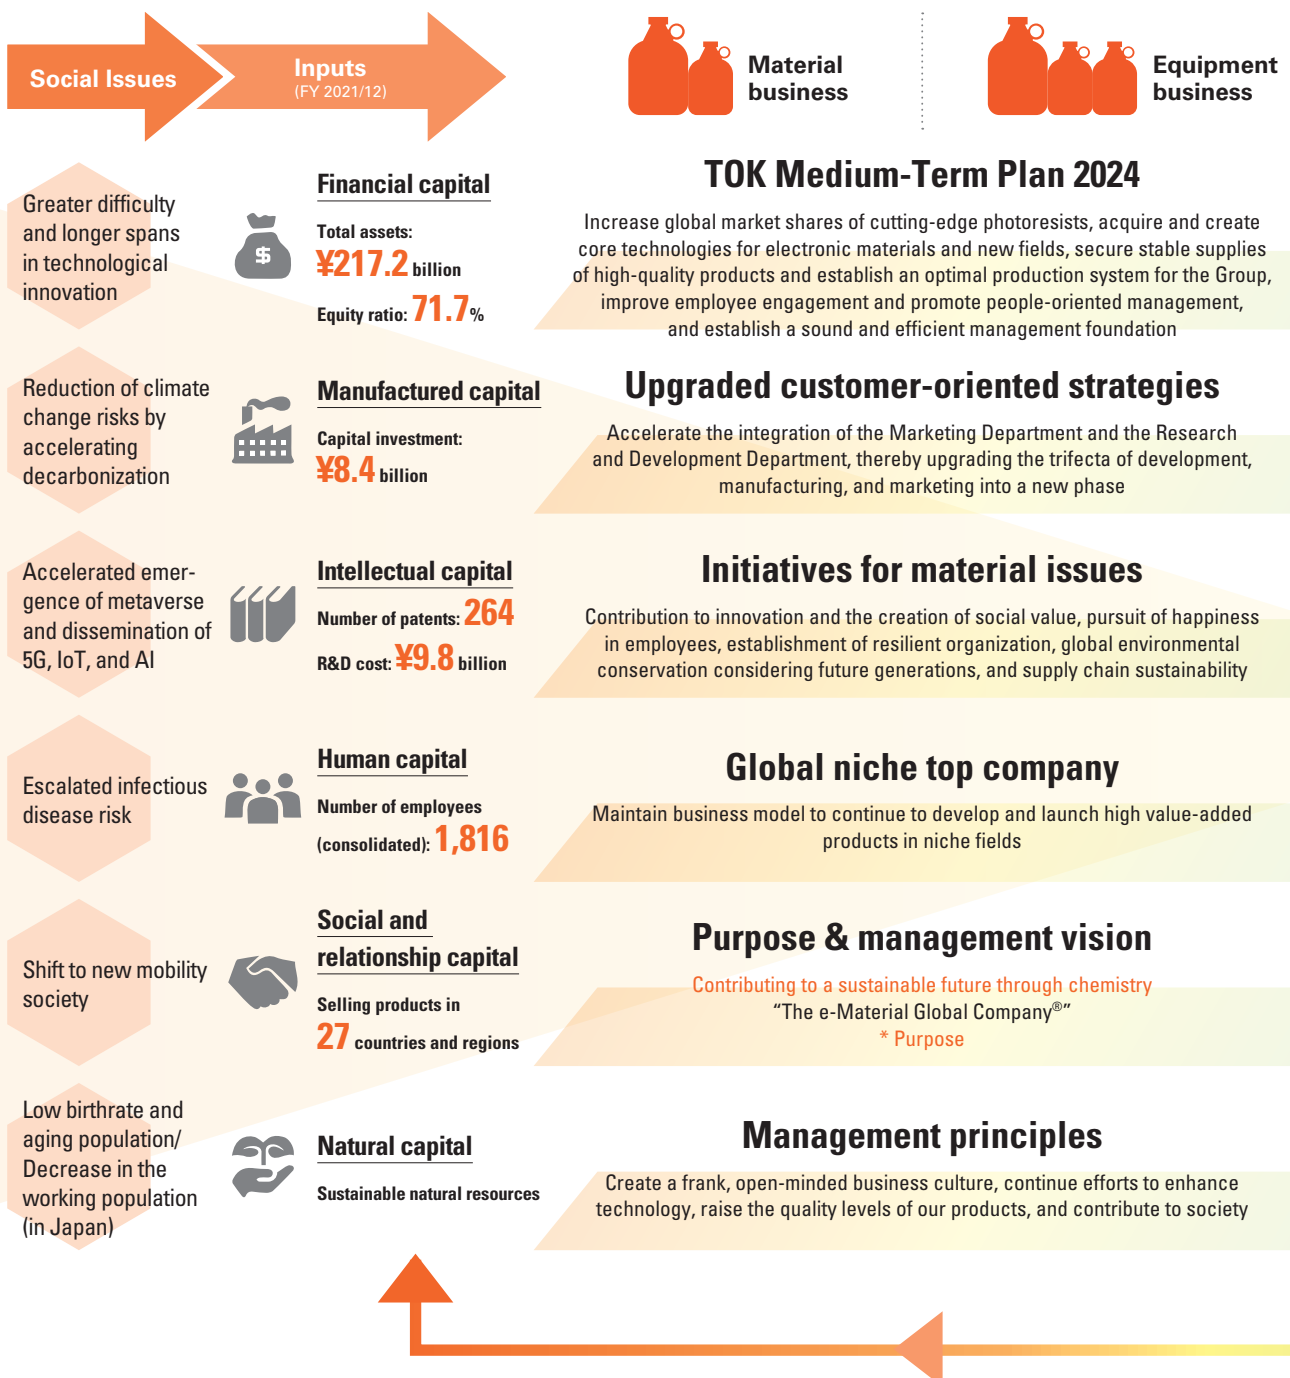 Social Issues
Inputs
(FY 2021/12)
Material
business
Equipment
business
Greater difficulty
and longer spans
in technological
innovation
Reduction of climate
change risks by
accelerating
decarbonization
Accelerated emer-
gence of metaverse
and dissemination of
5G, IoT, and AI
Escalated infectious
disease risk
Shift to new mobility
society
Low birthrate and
aging population/
Decrease in the
working population
(in Japan)
Financial capital
Total assets:
¥217.2 billion
Equity ratio: 71.7%
Manufactured capital
Capital investment:
¥8.4 billion
Intellectual capital
Number of patents: 264
R&D cost: ¥9.8 billion
Human capital
Number of employees
(consolidated): 1,816
Social and
relationship capital
Selling products in
27 countries and regions
Natural capital
Sustainable natural resources
TOK Medium-Term Plan 2024
Increase global market shares of cutting-edge photoresists, acquire and create
core technologies for electronic materials and new fields, secure stable supplies
of high-quality products and establish an optimal production system for the Group,
improve employee engagement and promote people-oriented management,
and establish a sound and efficient management foundation
Upgraded customer-oriented strategies
Accelerate the integration of the Marketing Department and the Research
and Development Department, thereby upgrading the trifecta of development,
manufacturing, and marketing into a new phase
Initiatives for material issues
Contribution to innovation and the creation of social value, pursuit of happiness
in employees, establishment of resilient organization, global environmental
conservation considering future generations, and supply chain sustainability
Global niche top company
Maintain business model to continue to develop and launch high value-added
products in niche fields
Purpose & management vision
Contributing to a sustainable future through chemistry
“The e-Material Global Company®”
* Purpose
Management principles
Create a frank, open-minded business culture, continue efforts to enhance
technology, raise the quality levels of our products, and contribute to society